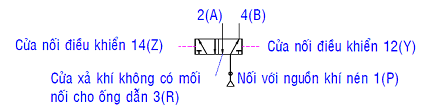 2(A) 4(B)
Cửa nối điều khiển 14(Z)
Cửa nối điều khiển 12(Y)
Cửa xả khí không có mối
nối cho ống dẫn 3(R)
Nối với nguồn khí nén 1(P)